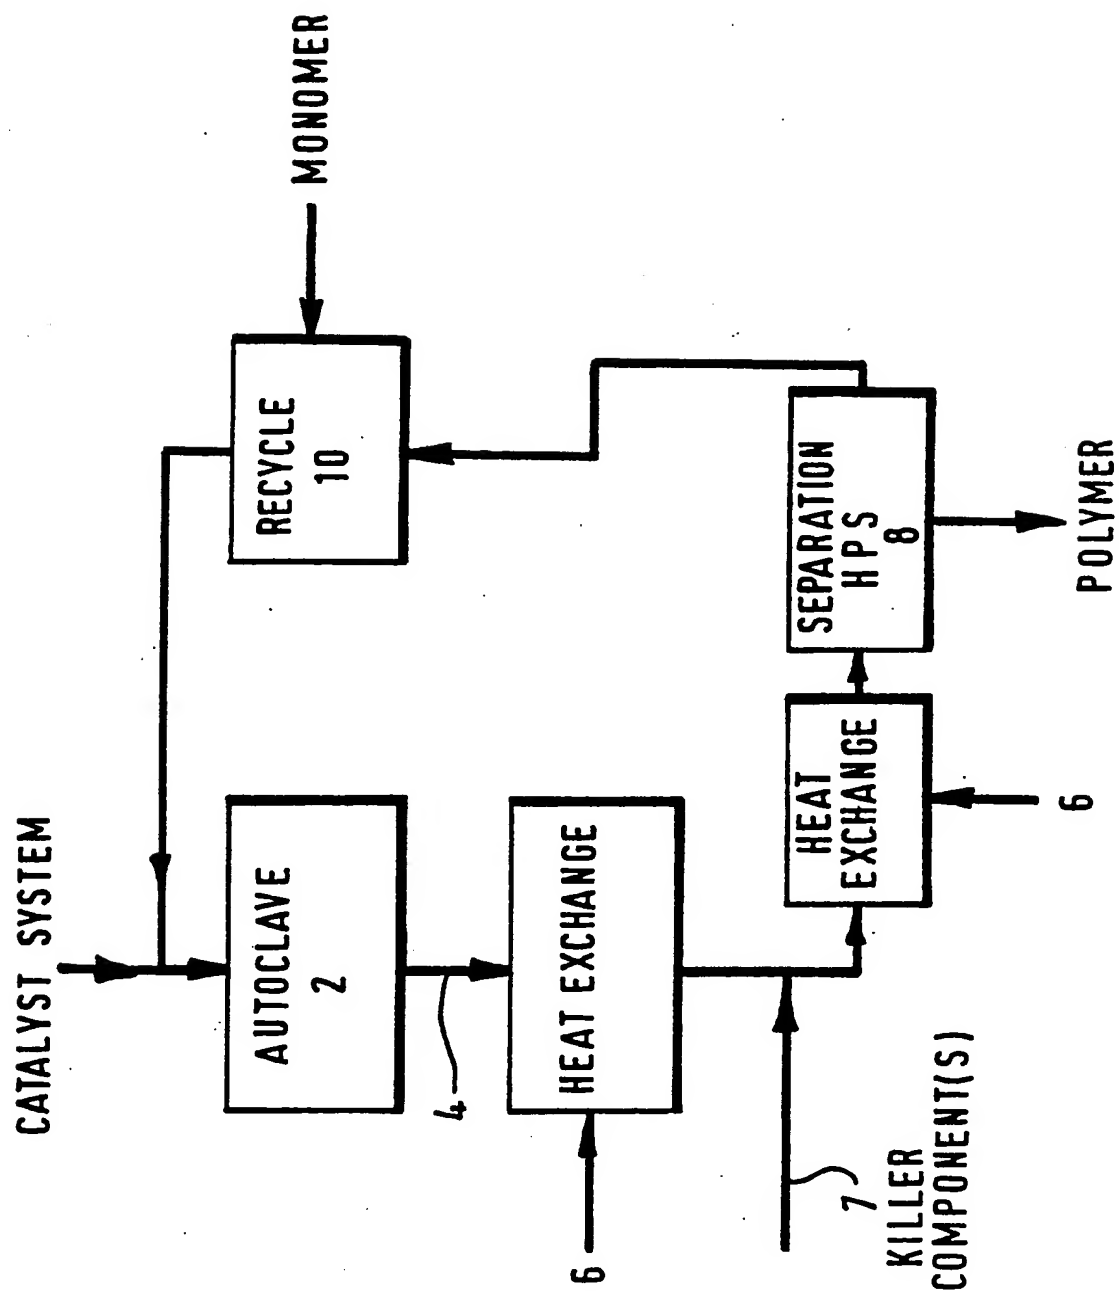 CATALYST SYSTEM
MONOMER
RECYCLE
10
AUTOCLAVE
2
4
HEAT EXCHANGE
6
7
KILLER
COMPONENT(S)
HEAT
EXCHANGE
6
SEPARATION
HPS
8
POLYMER